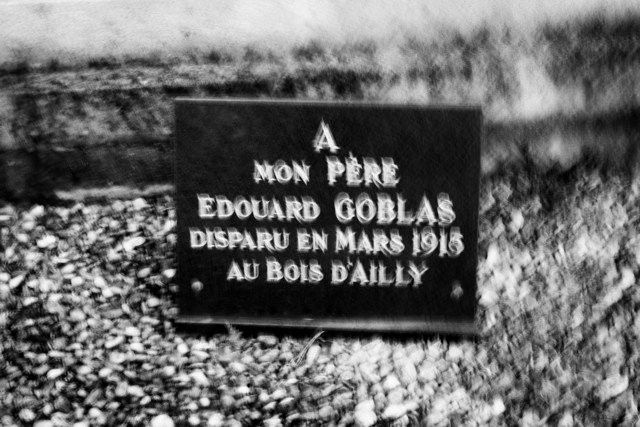 A
MON PÈRE
EDOUARD GOBLAS
DISPARU EN MARS 1915
AU BOIS D'AILLY